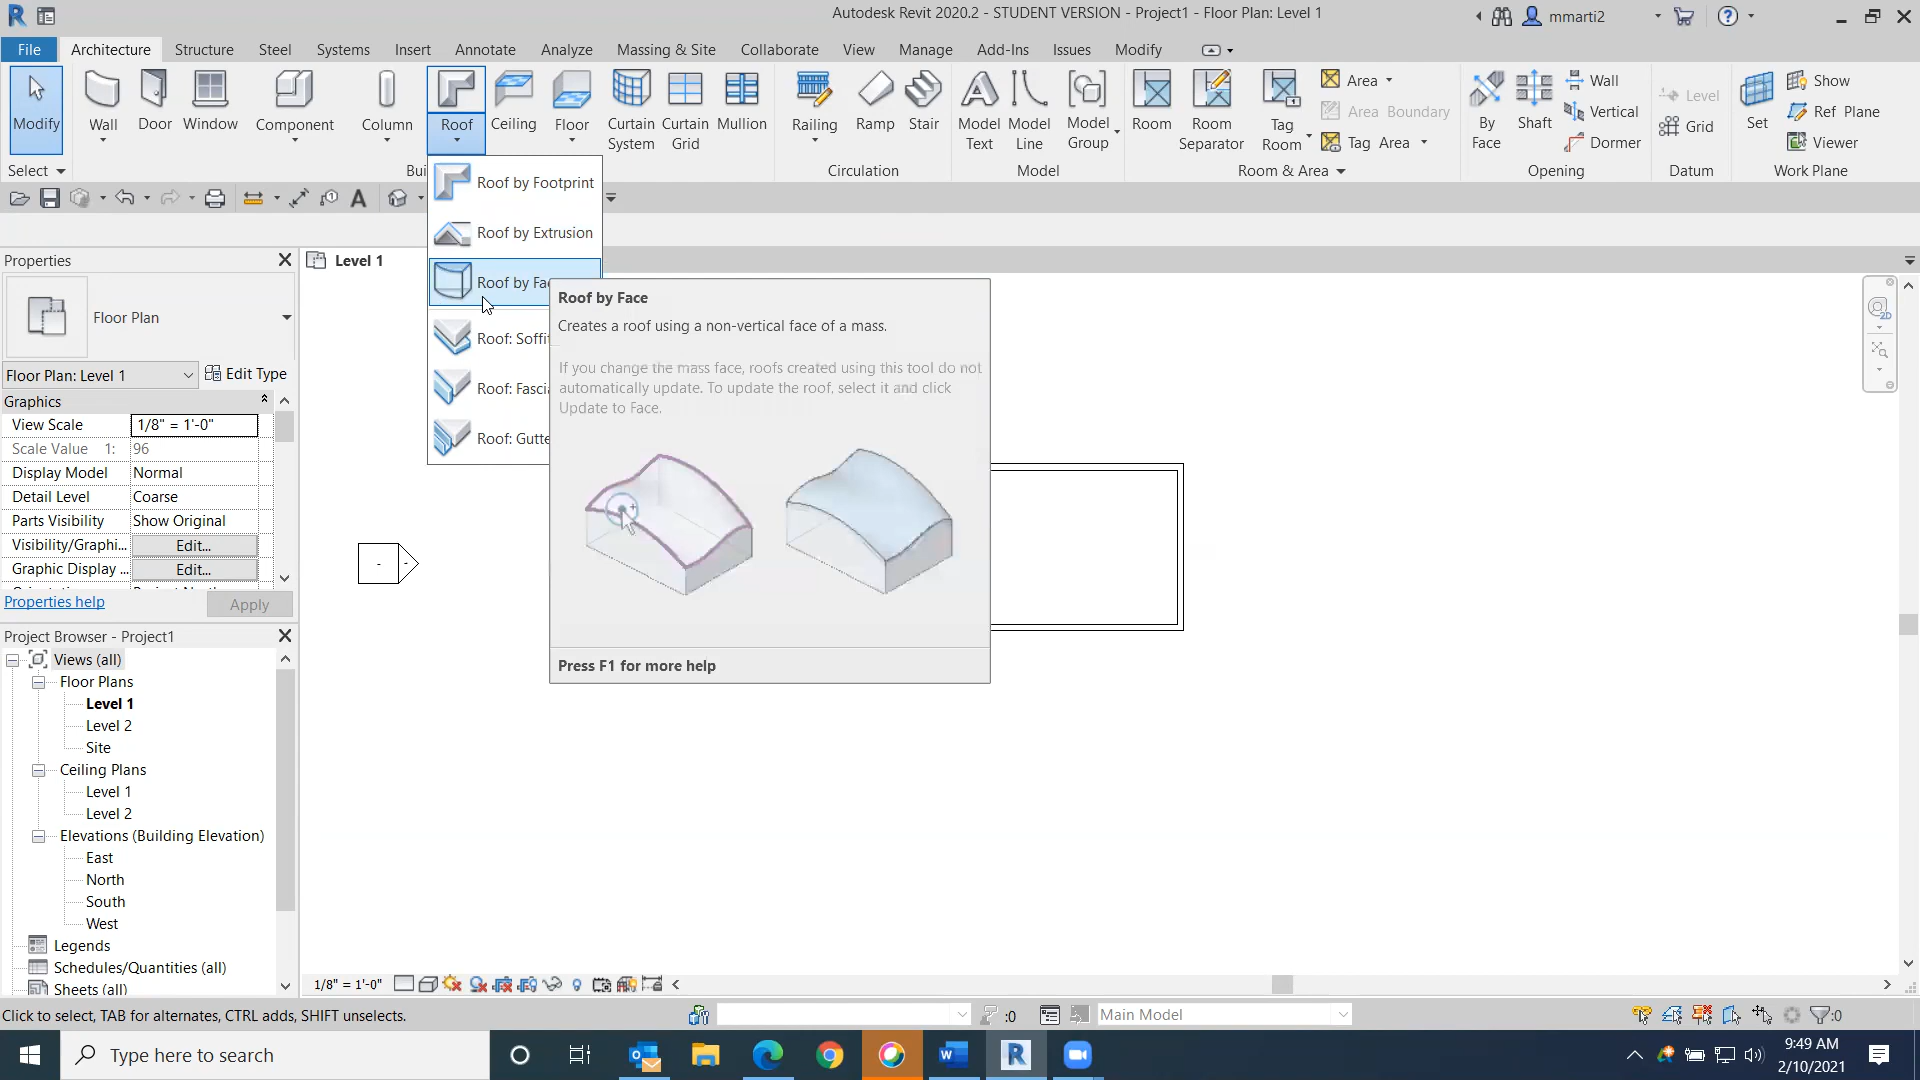 Autodesk Revit 2020.2 - STUDENT VERSION - Project1 - Floor Plan: Level 1
mmarti2
File Architecture Structure Steel Systems Insert Annotate Analyze Massing & Site Collaborate View Manage Add-Ins Issues Modify
Modify
Wall
Door
Window
Component
Column
Roof
Ceiling
Floor
Curtain System
Curtain Grid
Mullion
Railing
Ramp
Stair
Model Text
Model Line
Model Group
Room
Room Separator
Tag Room
Area
Area Boundary
Tag Area
By Face
Shaft
Wall
Vertical
Dormer
Level
Grid
Set
Show
Ref Plane
Viewer
Select
Bui
Circulation
Model
Room & Area
Opening
Datum
Work Plane
Roof by Footprint
Roof by Extrusion
Roof by Fa
Roof: Soffi
Roof: Fascia
Roof: Gutte
Roof by Face
Creates a roof using a non-vertical face of a mass.
If you change the mass face, roofs created using this tool do not
automatically update. To update the roof, select it and click
Update to Face.
Press F1 for more help
Properties
Level 1
Floor Plan
Floor Plan: Level 1
Edit Type
Graphics
View Scale 1/8" = 1'-0"
Scale Value 1: 96
Display Model Normal
Detail Level Coarse
Parts Visibility Show Original
Visibility/Graphi... Edit...
Graphic Display ... Edit...
Properties help
Apply
Project Browser - Project1
Views (all)
Floor Plans
Level 1
Level 2
Site
Ceiling Plans
Level 1
Level 2
Elevations (Building Elevation)
East
North
South
West
Legends
Schedules/Quantities (all)
Sheets (all)
2D
1/8" = 1'-0"
Click to select, TAB for alternates, CTRL adds, SHIFT unselects.
:0
Main Model
:0
Type here to search
9:49 AM
2/10/2021